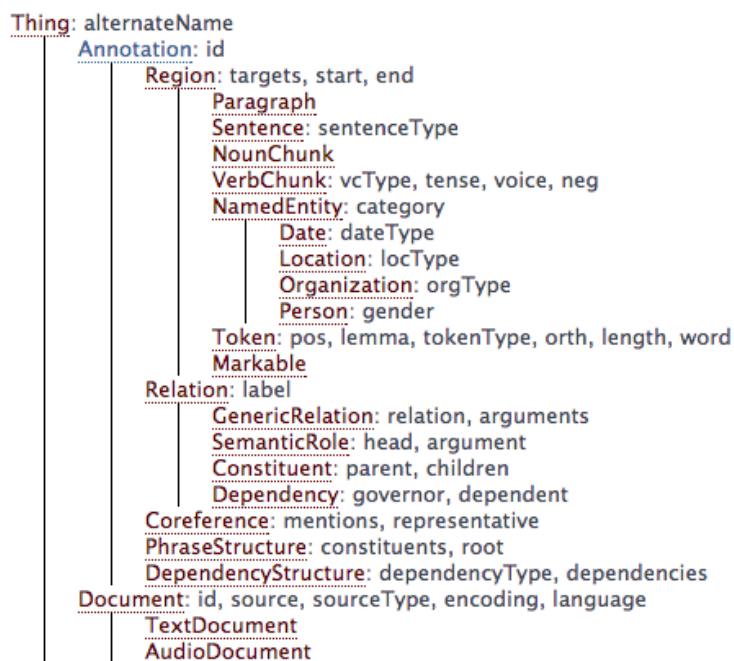 Thing: alternateName
Annotation: id
Region: targets, start, end
Paragraph
Sentence: sentenceType
NounChunk
VerbChunk: vcType, tense, voice, neg
NamedEntity: category
Date: dateType
Location: locType
Organization: orgType
Person: gender
Token: pos, lemma, tokenType, orth, length, word
Markable
Relation: label
GenericRelation: relation, arguments
SemanticRole: head, argument
Constituent: parent, children
Dependency: governor, dependent
Coreference: mentions, representative
PhraseStructure: constituents, root
DependencyStructure: dependencyType, dependencies
Document: id, source, sourceType, encoding, language
TextDocument
AudioDocument